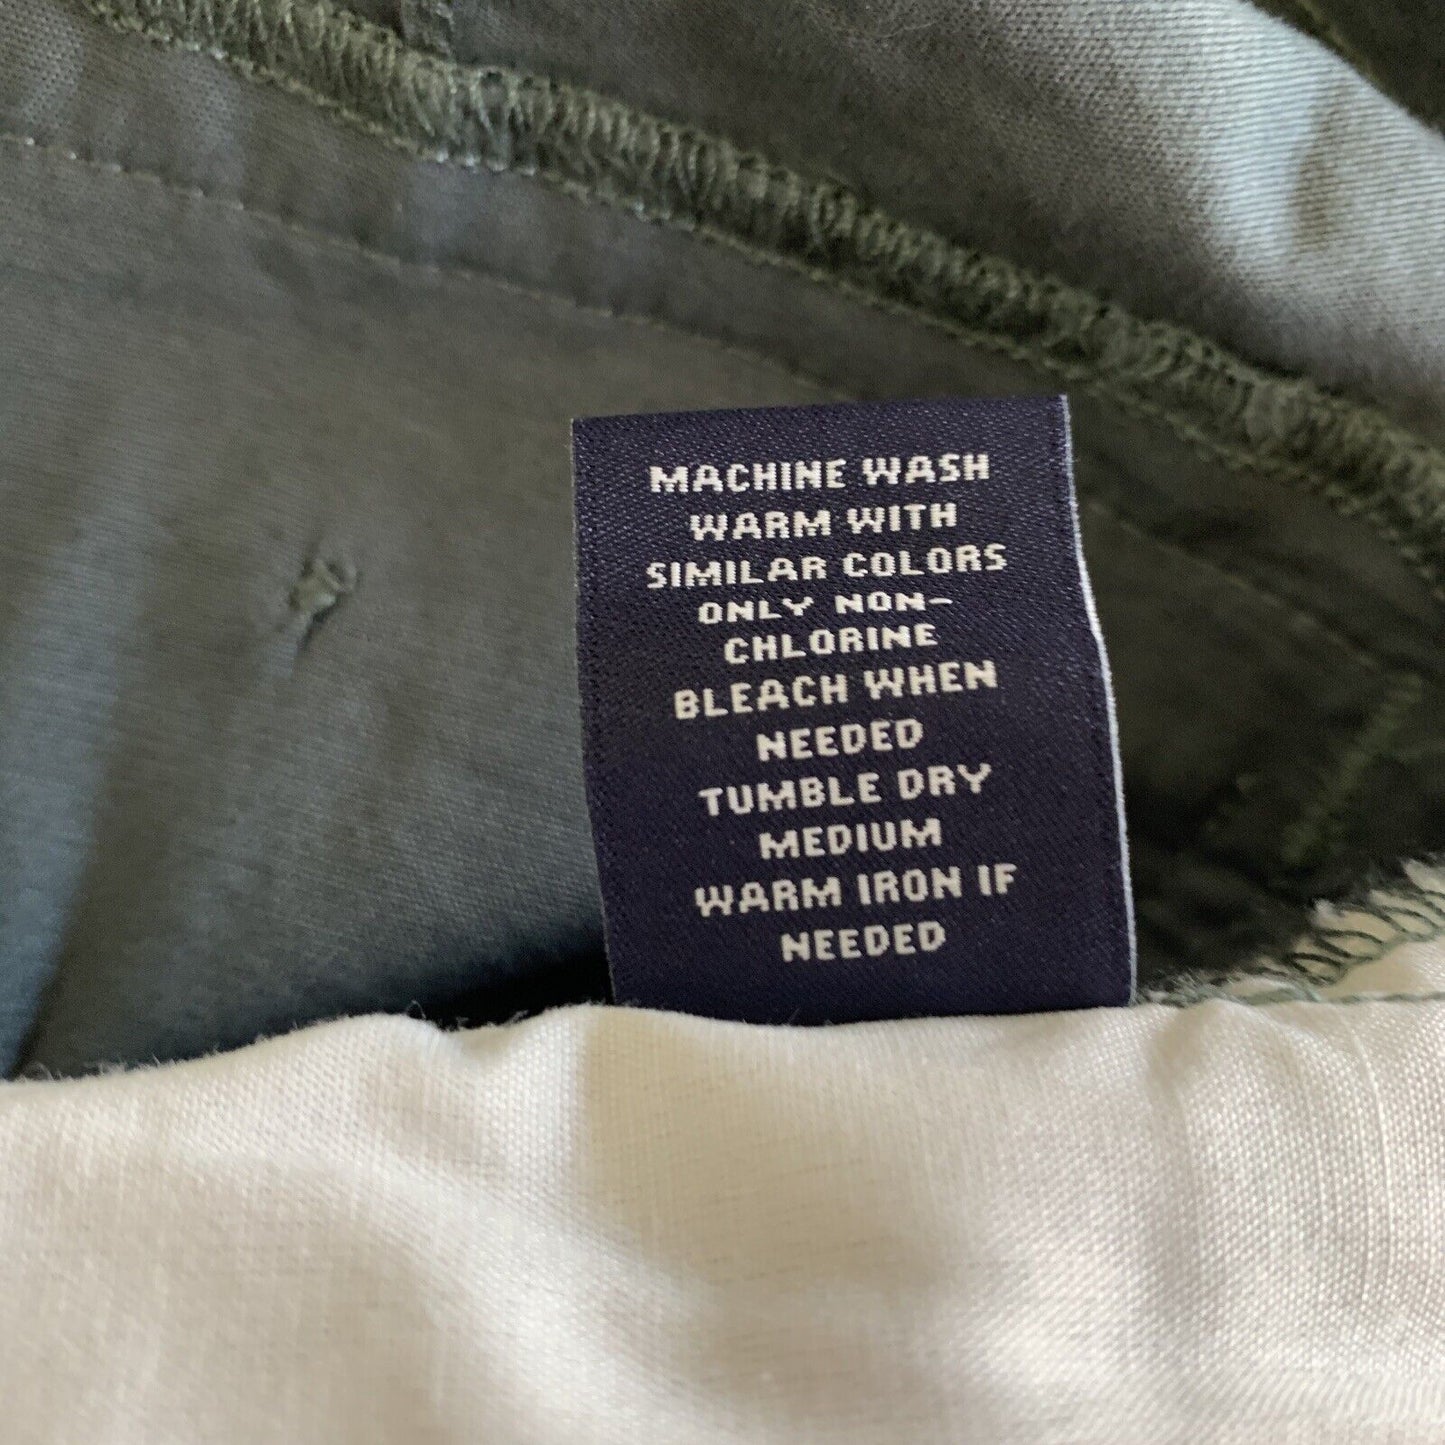 MACHINE WASH
WARM WITH
SIMILAR COLORS
ONLY NON-
CHLORINE
BLEACH WHEN
NEEDED
TUMBLE DRY
MEDIUM
WARM IRON IF
NEEDED